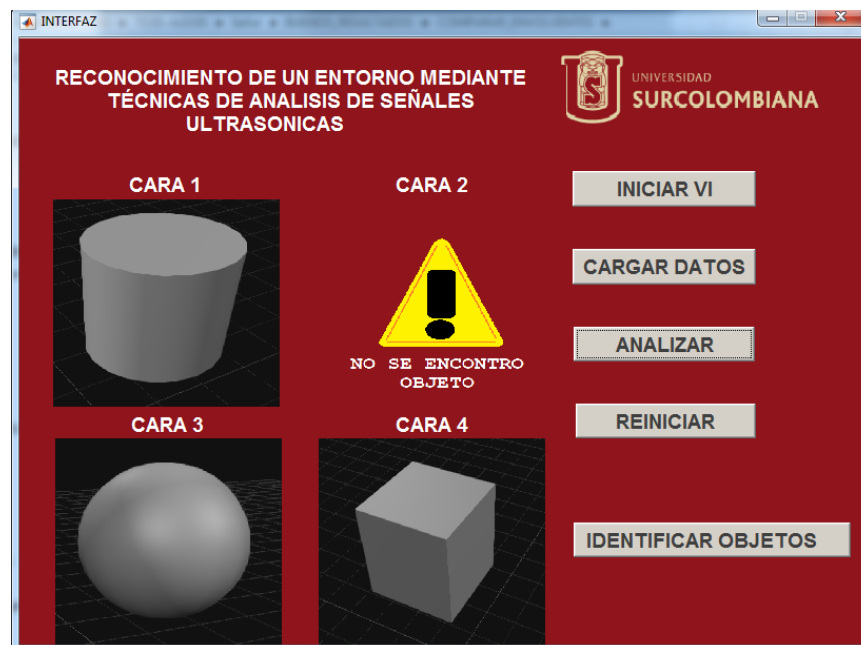 INTERFAZ
RECONOCIMIENTO DE UN ENTORNO MEDIANTE
TÉCNICAS DE ANALISIS DE SEÑALES
ULTRASONICAS
UNIVERSIDAD
SURCOLOMBIANA
CARA 1
CARA 2
INICIAR VI
CARGAR DATOS
ANALIZAR
NO SE ENCONTRO
OBJETO
CARA 3
CARA 4
REINICIAR
IDENTIFICAR OBJETOS